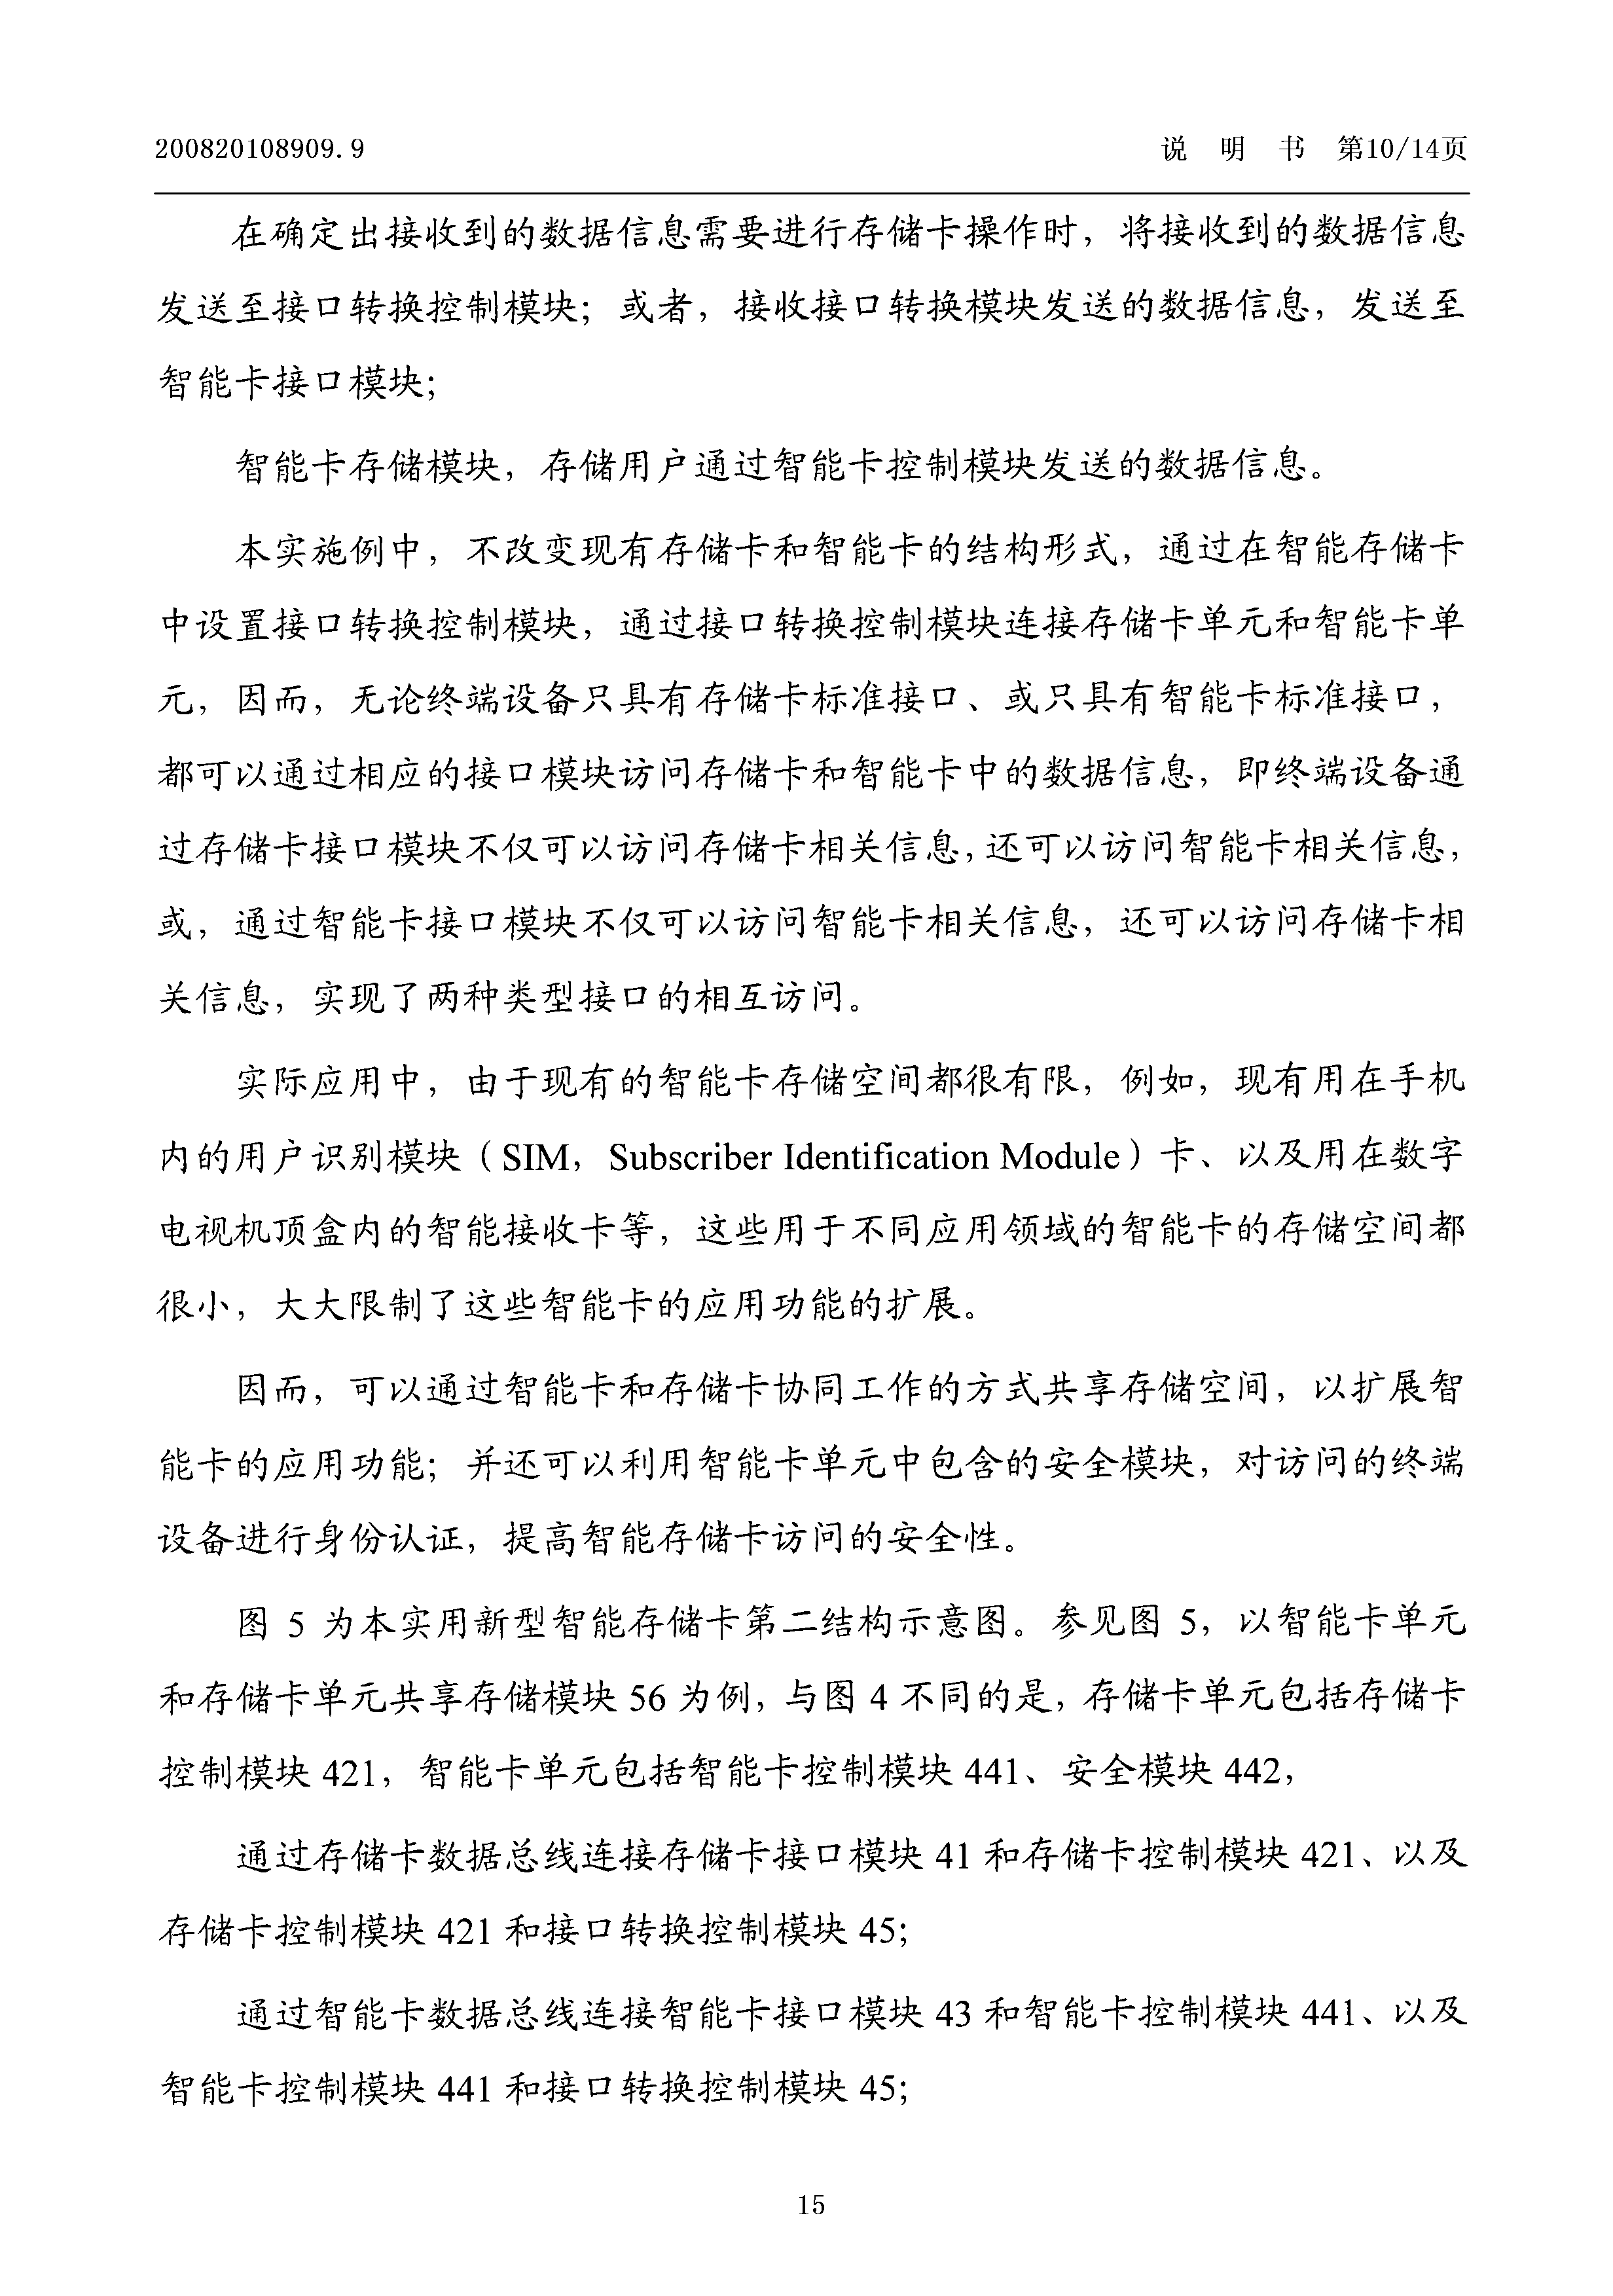 200820108909.9 说 明 书 第10/14页
在确定出接收到的数据信息需要进行存储卡操作时，将接收到的数据信息
发送至接口转换控制模块；或者，接收接口转换模块发送的数据信息，发送至
智能卡接口模块；
智能卡存储模块，存储用户通过智能卡控制模块发送的数据信息。
本实施例中，不改变现有存储卡和智能卡的结构形式，通过在智能存储卡
中设置接口转换控制模块，通过接口转换控制模块连接存储卡单元和智能卡单
元，因而，无论终端设备只具有存储卡标准接口、或只具有智能卡标准接口，
都可以通过相应的接口模块访问存储卡和智能卡中的数据信息，即终端设备通
过存储卡接口模块不仅可以访问存储卡相关信息，还可以访问智能卡相关信息，
或，通过智能卡接口模块不仅可以访问智能卡相关信息，还可以访问存储卡相
关信息，实现了两种类型接口的相互访问。
实际应用中，由于现有的智能卡存储空间都很有限，例如，现有用在手机
内的用户识别模块（SIM，Subscriber Identification Module）卡、以及用在数字
电视机顶盒内的智能接收卡等，这些用于不同应用领域的智能卡的存储空间都
很小，大大限制了这些智能卡的应用功能的扩展。
因而，可以通过智能卡和存储卡协同工作的方式共享存储空间，以扩展智
能卡的应用功能；并还可以利用智能卡单元中包含的安全模块，对访问的终端
设备进行身份认证，提高智能存储卡访问的安全性。
图 5 为本实用新型智能存储卡第二结构示意图。参见图 5，以智能卡单元
和存储卡单元共享存储模块 56 为例，与图 4 不同的是，存储卡单元包括存储卡
控制模块 421，智能卡单元包括智能卡控制模块 441、安全模块 442，
通过存储卡数据总线连接存储卡接口模块 41 和存储卡控制模块 421、以及
存储卡控制模块 421 和接口转换控制模块 45；
通过智能卡数据总线连接智能卡接口模块 43 和智能卡控制模块 441、以及
智能卡控制模块 441 和接口转换控制模块 45；
15